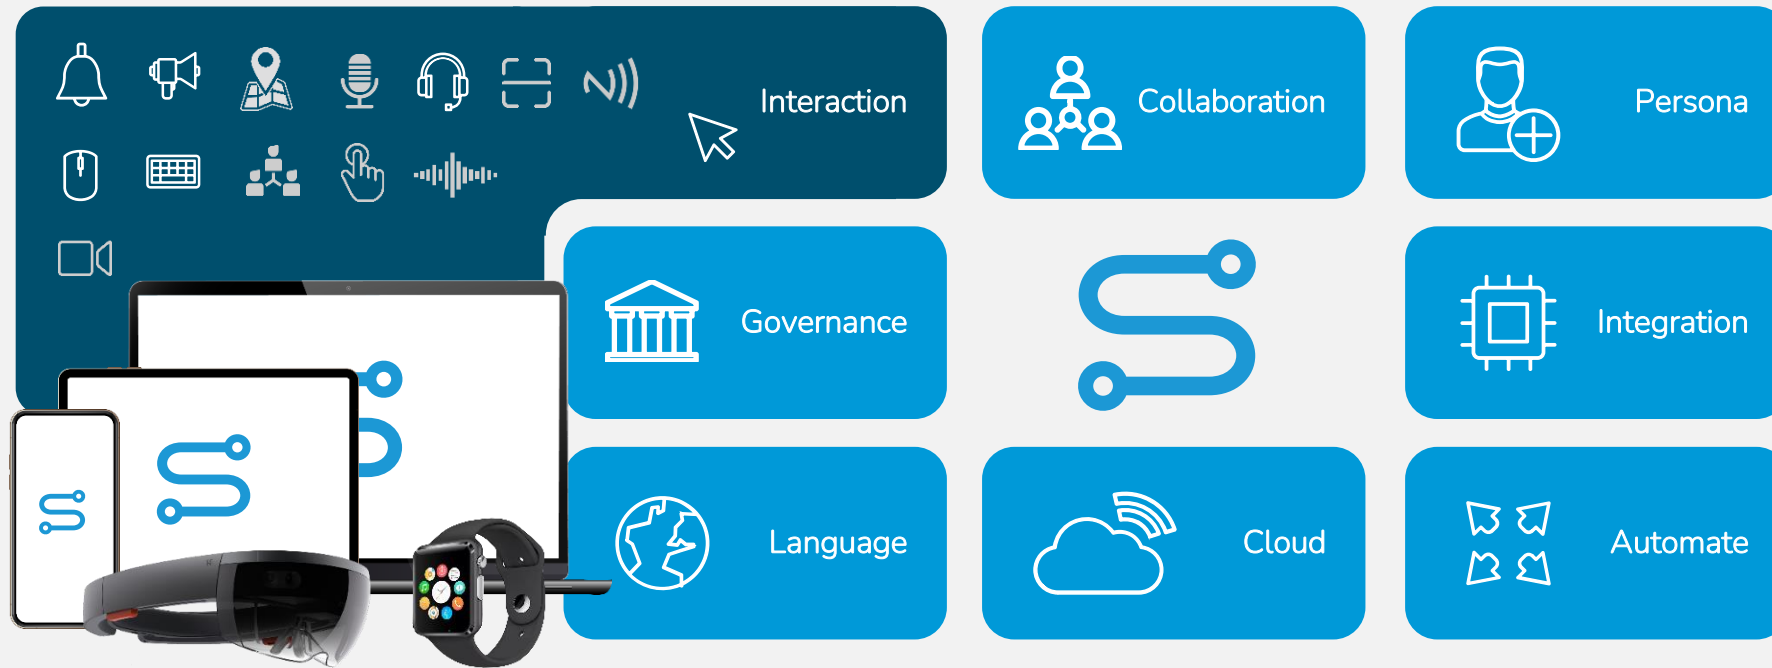 Interaction
Collaboration
Persona
Governance
Integration
Language
Cloud
Automate